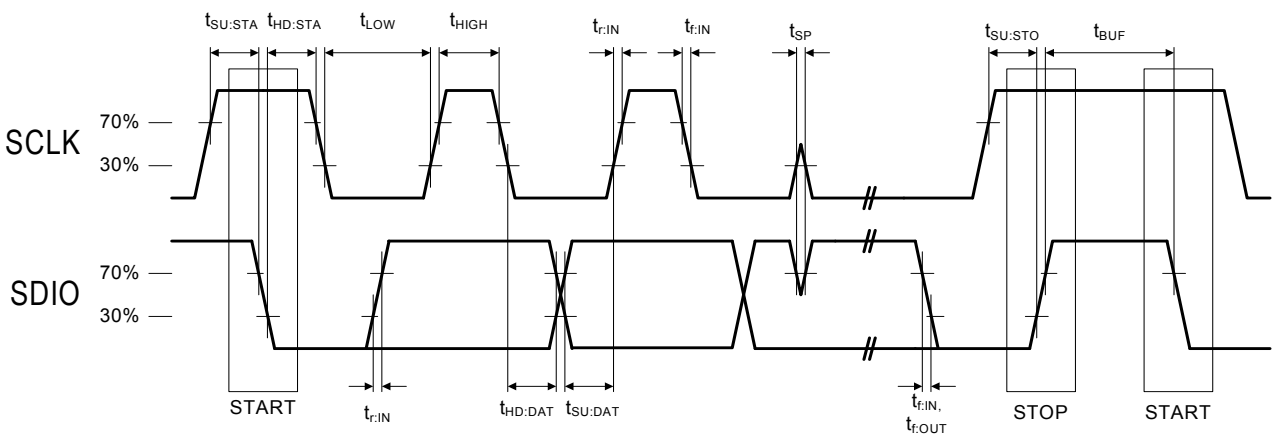 tSU:STA tHD:STA tLOW tHIGH tr:IN tf:IN tSP tSU:STO tBUF
SCLK
70%
30%
SDIO
70%
30%
START
tr:IN
tHD:DAT tSU:DAT
tf:IN,
tf:OUT
STOP
START